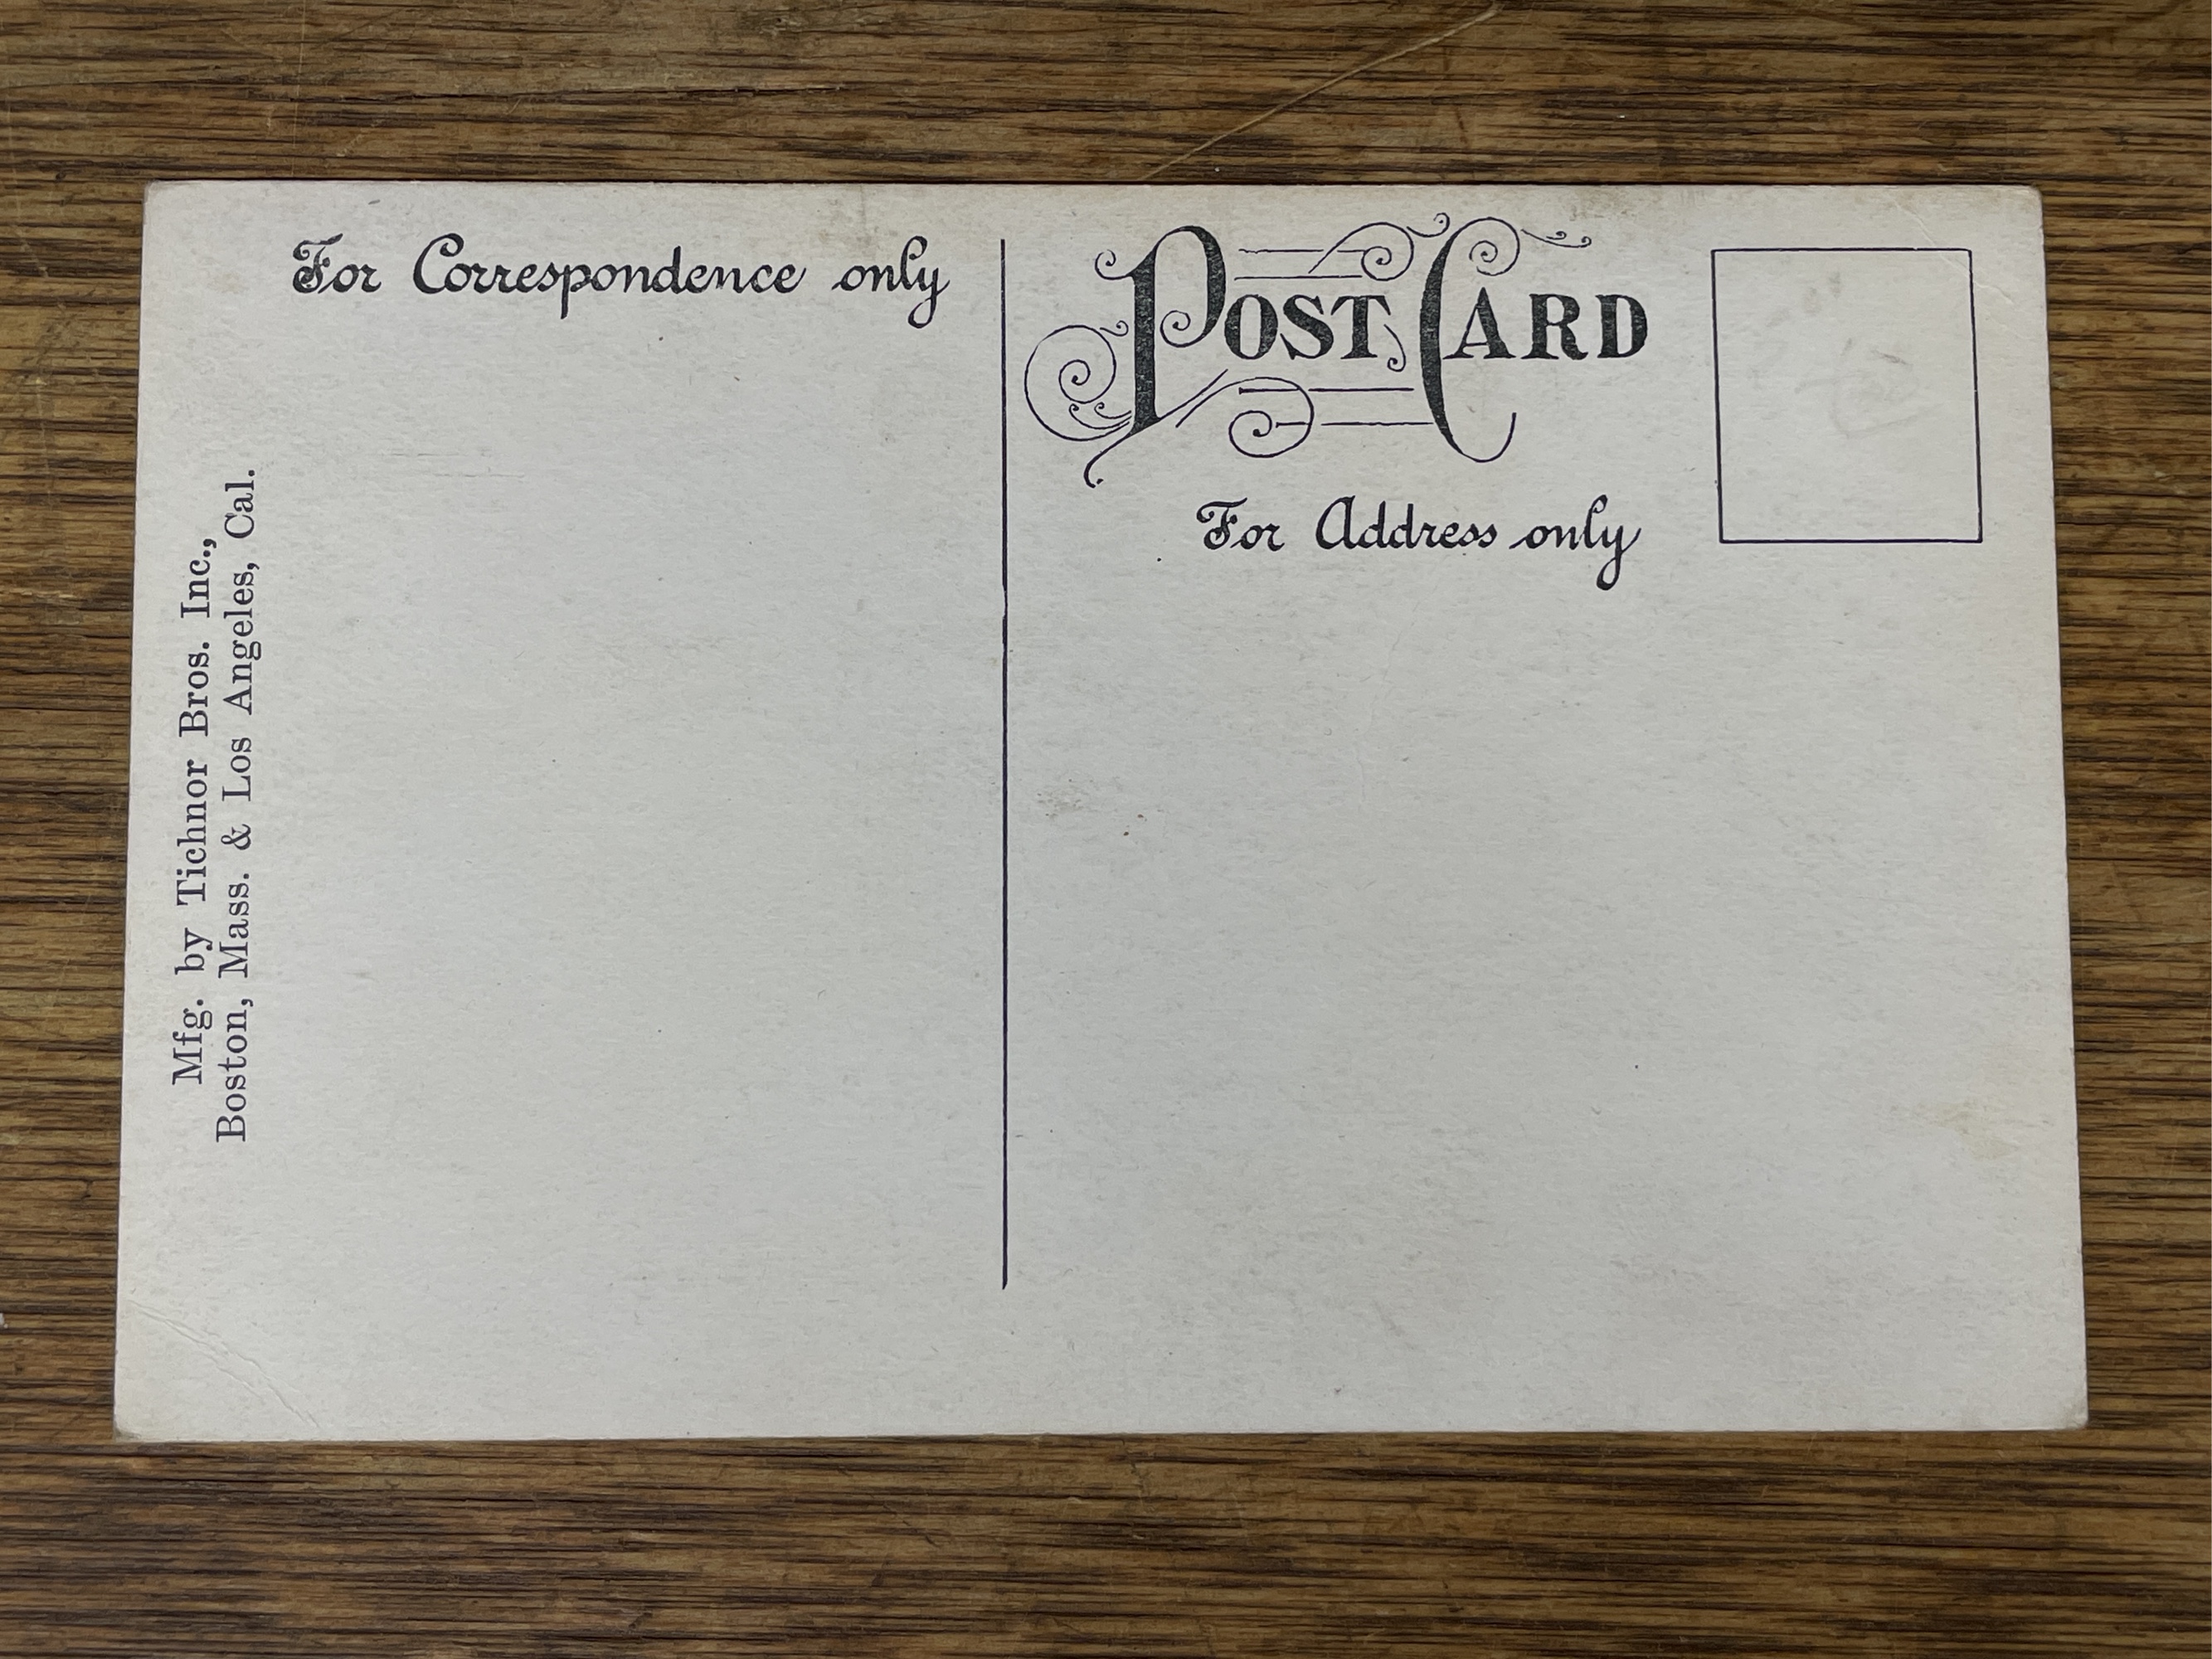 For Correspondence only
POST CARD
For Address only
Mfg. by Tichnor Bros. Inc.,
Boston, Mass. & Los Angeles, Cal.